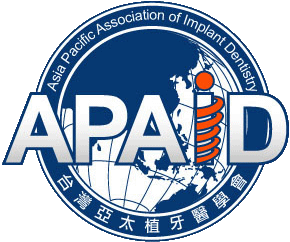 Asia Pacific Association of Implant Dentistry
APAiD
台灣亞太植牙醫學會